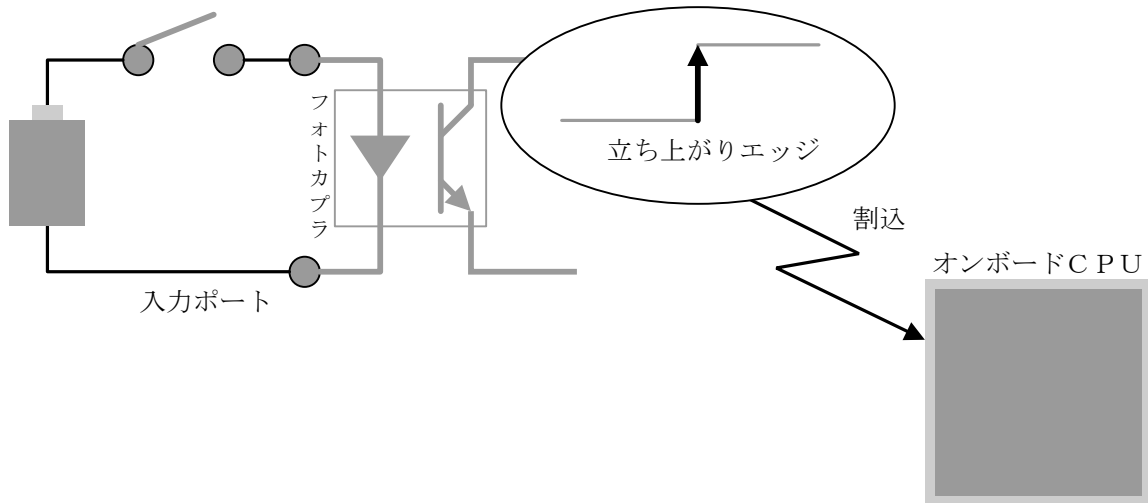 フォトカプラ
立ち上がりエッジ
割込
オンボードＣＰＵ
入力ポート